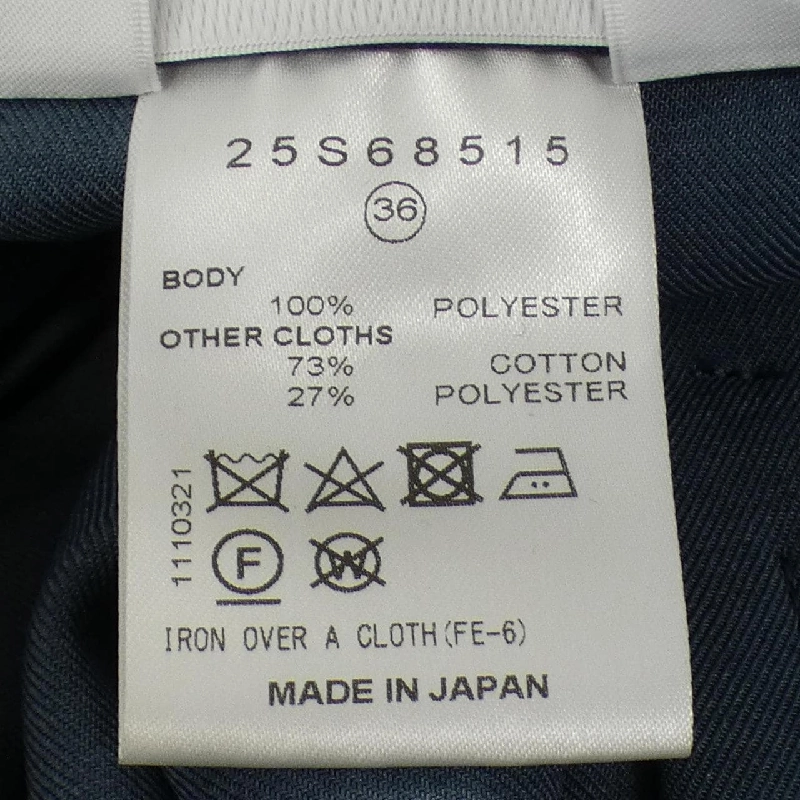 25S68515
36
BODY
100% POLYESTER
OTHER CLOTHS
73% COTTON
27% POLYESTER
1110321
F W
IRON OVER A CLOTH(FE-6)
MADE IN JAPAN